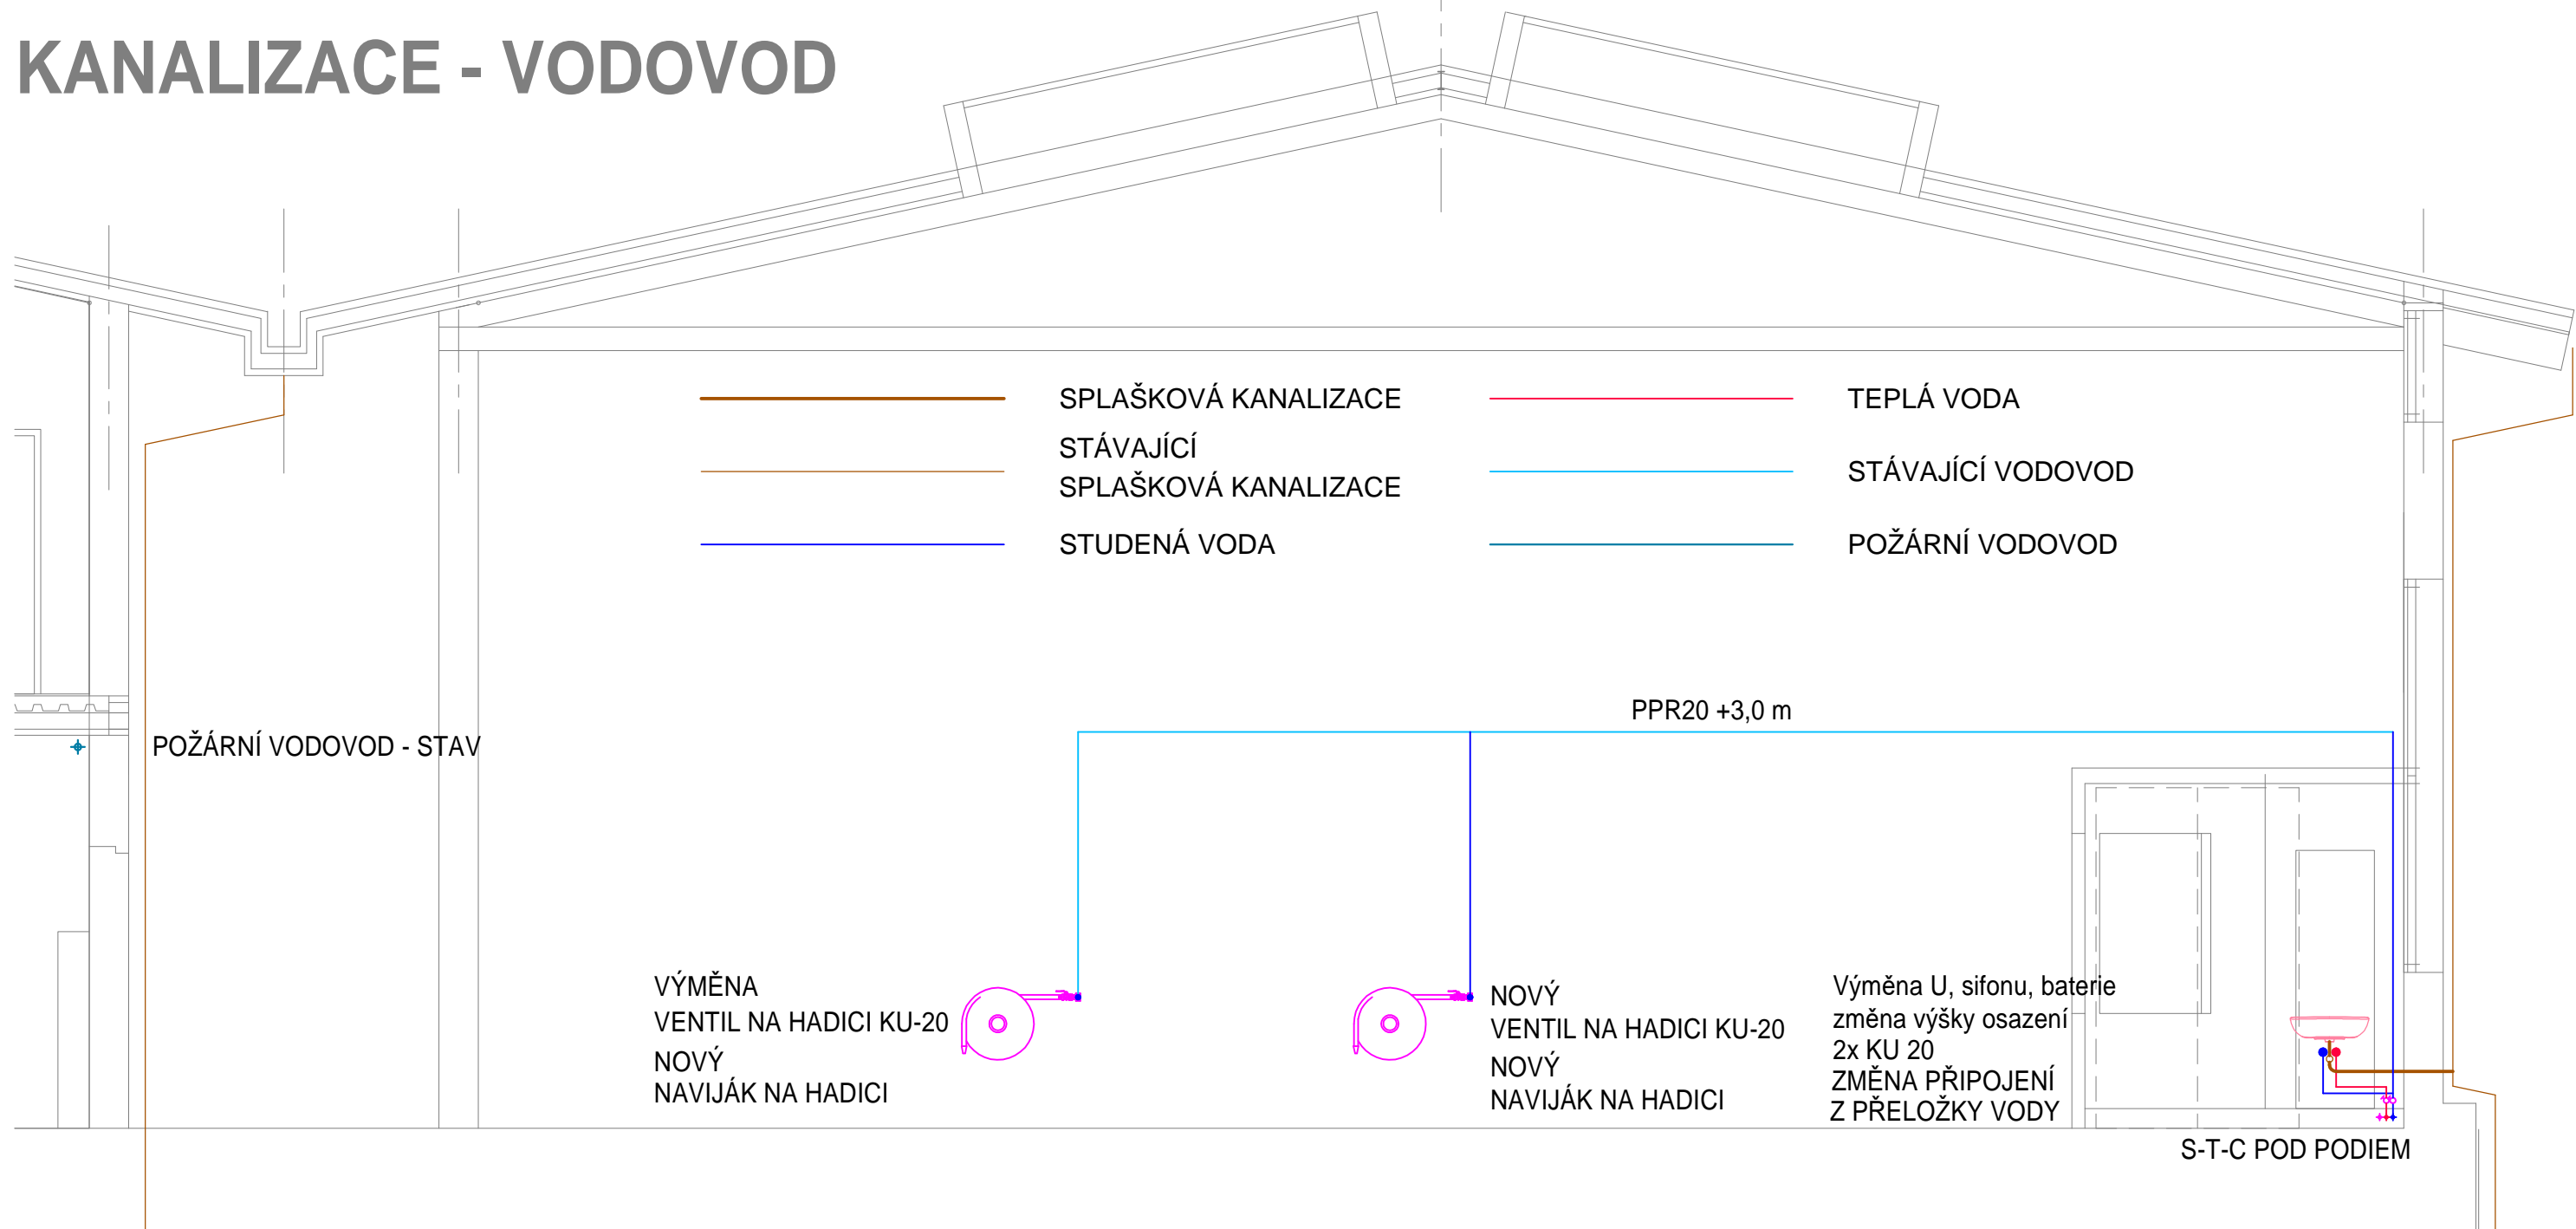 KANALIZACE - VODOVOD
SPLAŠKOVÁ KANALIZACE
TEPLÁ VODA
STÁVAJÍCÍ
SPLAŠKOVÁ KANALIZACE
STÁVAJÍCÍ VODOVOD
STUDENÁ VODA
POŽÁRNÍ VODOVOD
PPR20 +3,0 m
POŽÁRNÍ VODOVOD - STAV
VÝMĚNA
VENTIL NA HADICI KU-20
NOVÝ
NAVIJÁK NA HADICI
NOVÝ
VENTIL NA HADICI KU-20
NOVÝ
NAVIJÁK NA HADICI
Výměna U, sifonu, baterie
změna výšky osazení
2x KU 20
ZMĚNA PŘIPOJENÍ
Z PŘELOŽKY VODY
S-T-C POD PODIEM